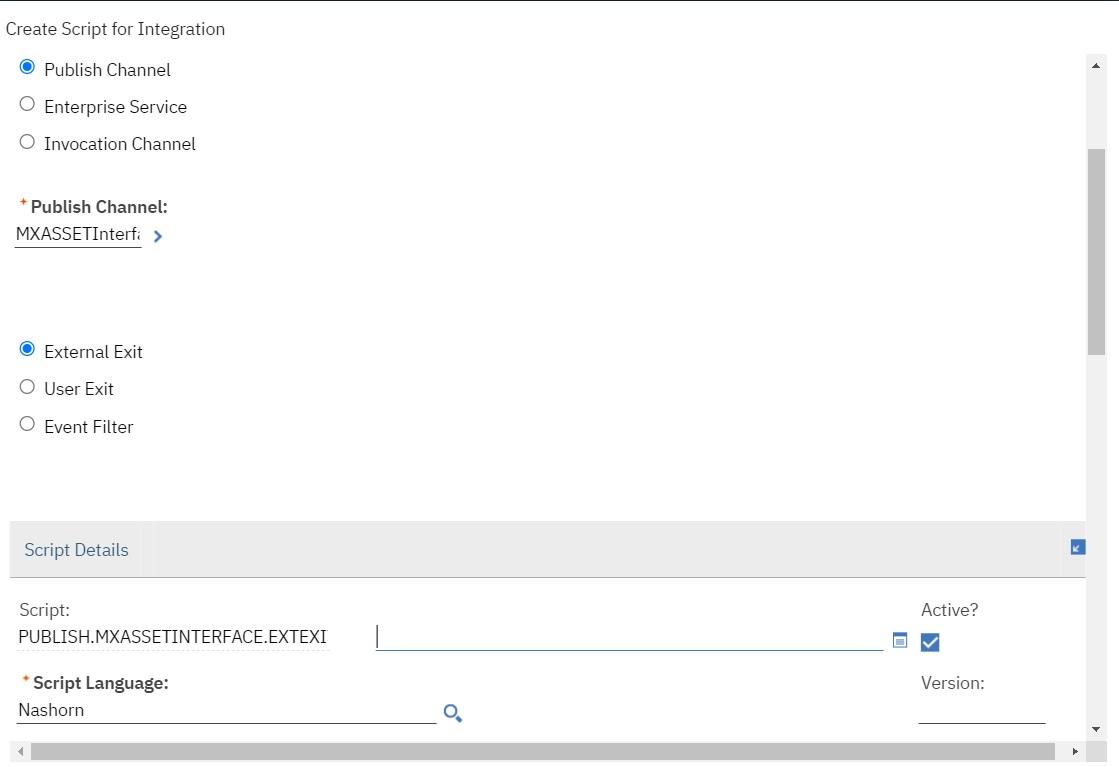 Create Script for Integration
Publish Channel
Enterprise Service
Invocation Channel
* Publish Channel:
MXASSETInterf
External Exit
User Exit
Event Filter
Script Details
Script:
Active?
PUBLISH.MXASSETINTERFACE.EXTEXI
* Script Language:
Version:
Nashorn